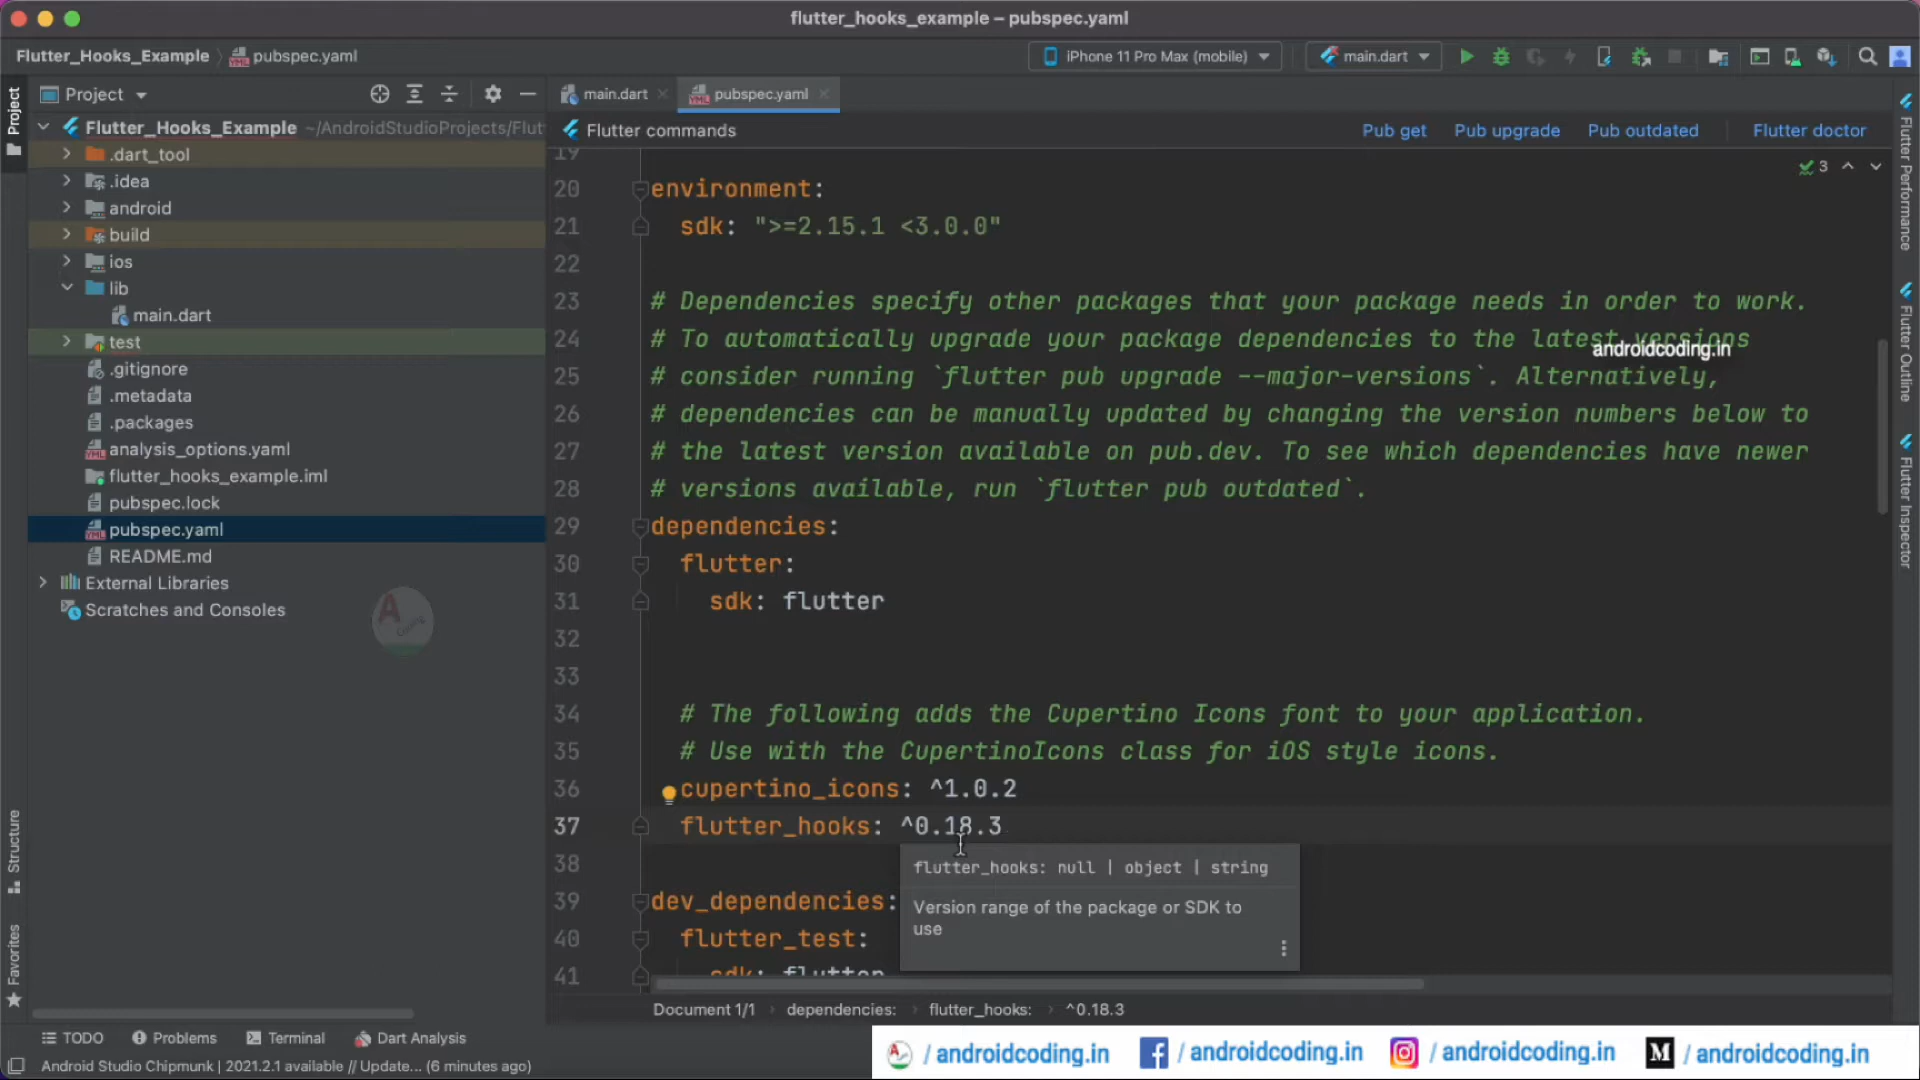 flutter_hooks_example – pubspec.yaml
Flutter_Hooks_Example pubspec.yaml
iPhone 11 Pro Max (mobile)
main.dart
Project
Project
Flutter_Hooks_Example ~/AndroidStudioProjects/Flut
.dart_tool
.idea
android
build
ios
lib
main.dart
test
.gitignore
.metadata
.packages
analysis_options.yaml
flutter_hooks_example.iml
pubspec.lock
pubspec.yaml
README.md
External Libraries
Scratches and Consoles
Structure
Favorites
main.dart
pubspec.yaml
Flutter commands
Pub get
Pub upgrade
Pub outdated
Flutter doctor
3
19
20 environment:
21 sdk: ">=2.15.1 <3.0.0"
22
23 # Dependencies specify other packages that your package needs in order to work.
24 # To automatically upgrade your package dependencies to the latest versions
androidcoding.in
25 # consider running `flutter pub upgrade --major-versions`. Alternatively,
26 # dependencies can be manually updated by changing the version numbers below to
27 # the latest version available on pub.dev. To see which dependencies have newer
28 # versions available, run `flutter pub outdated`.
29 dependencies:
30 flutter:
31 sdk: flutter
32
33
34 # The following adds the Cupertino Icons font to your application.
35 # Use with the CupertinoIcons class for iOS style icons.
36 cupertino_icons: ^1.0.2
37 flutter_hooks: ^0.18.3
38
flutter_hooks: null | object | string
Version range of the package or SDK to
use
39 dev_dependencies:
40 flutter_test:
41 sdk: flutter
Document 1/1 dependencies: flutter_hooks: ^0.18.3
Flutter Performance
Flutter Outline
Flutter Inspector
TODO
Problems
Terminal
Dart Analysis
Android Studio Chipmunk | 2021.2.1 available // Update... (6 minutes ago)
/ androidcoding.in
/ androidcoding.in
/ androidcoding.in
M / androidcoding.in